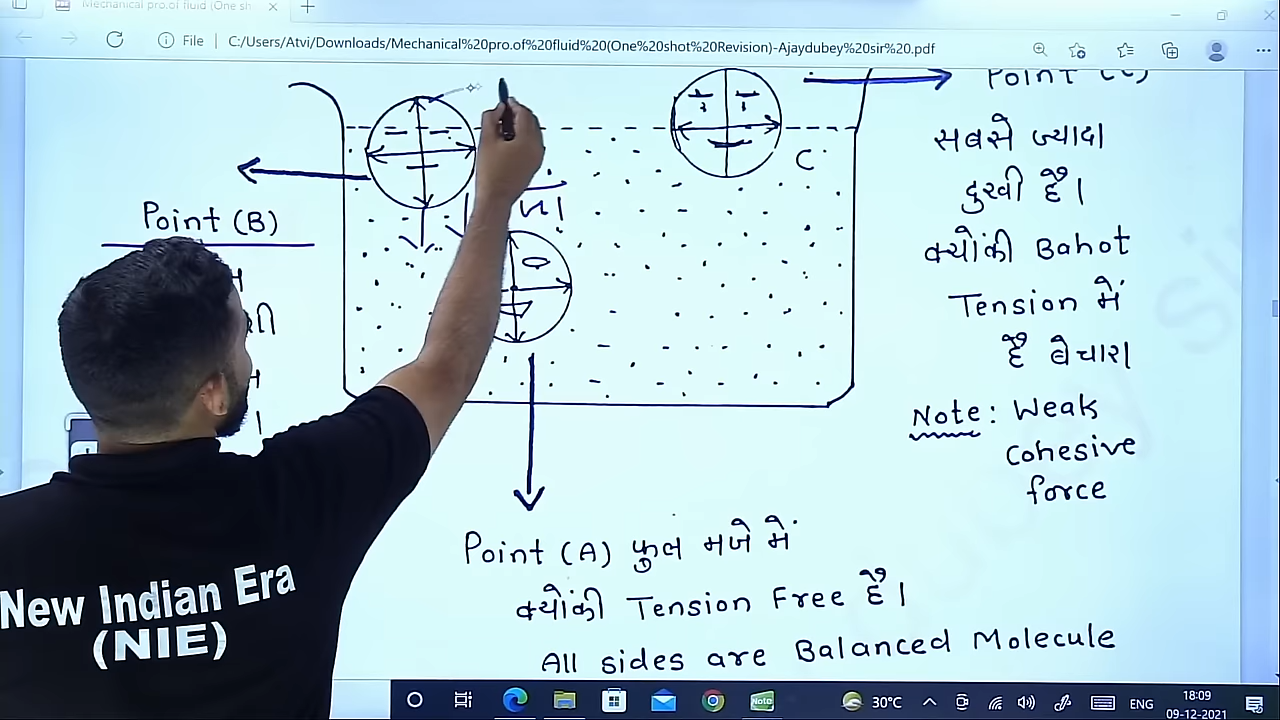 Mechanical pro.of fluid (One sh
File
C:/Users/Atvi/Downloads/Mechanical%20pro.of%20fluid%20(One%20shot%20Revision)-Ajaydubey%20sir%20.pdf
Point (C)
सबसे ज्यादा
दुखी है।
क्योंकी Bahot
Tension में
है बेचारा
Note: Weak
Cohesive
force
C
Point (B)
Point (A) फुल मजे में
क्योंकी Tension Free है।
All sides are Balanced Molecule
New Indian Era
(NIE)
30°C
ENG
18:09
09-12-2021